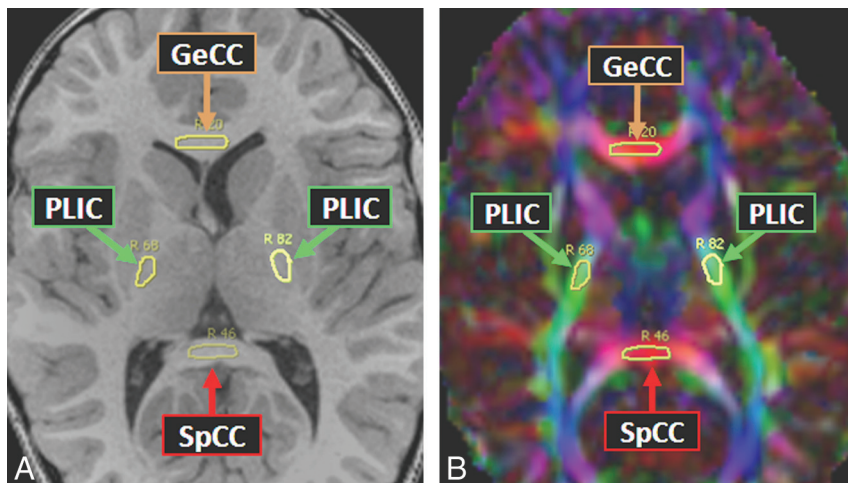 GeCC
R 20
PLIC
PLIC
R 68
R 82
R 46
SpCC
A
GeCC
R 20
PLIC
PLIC
R 68
R 82
R 46
SpCC
B